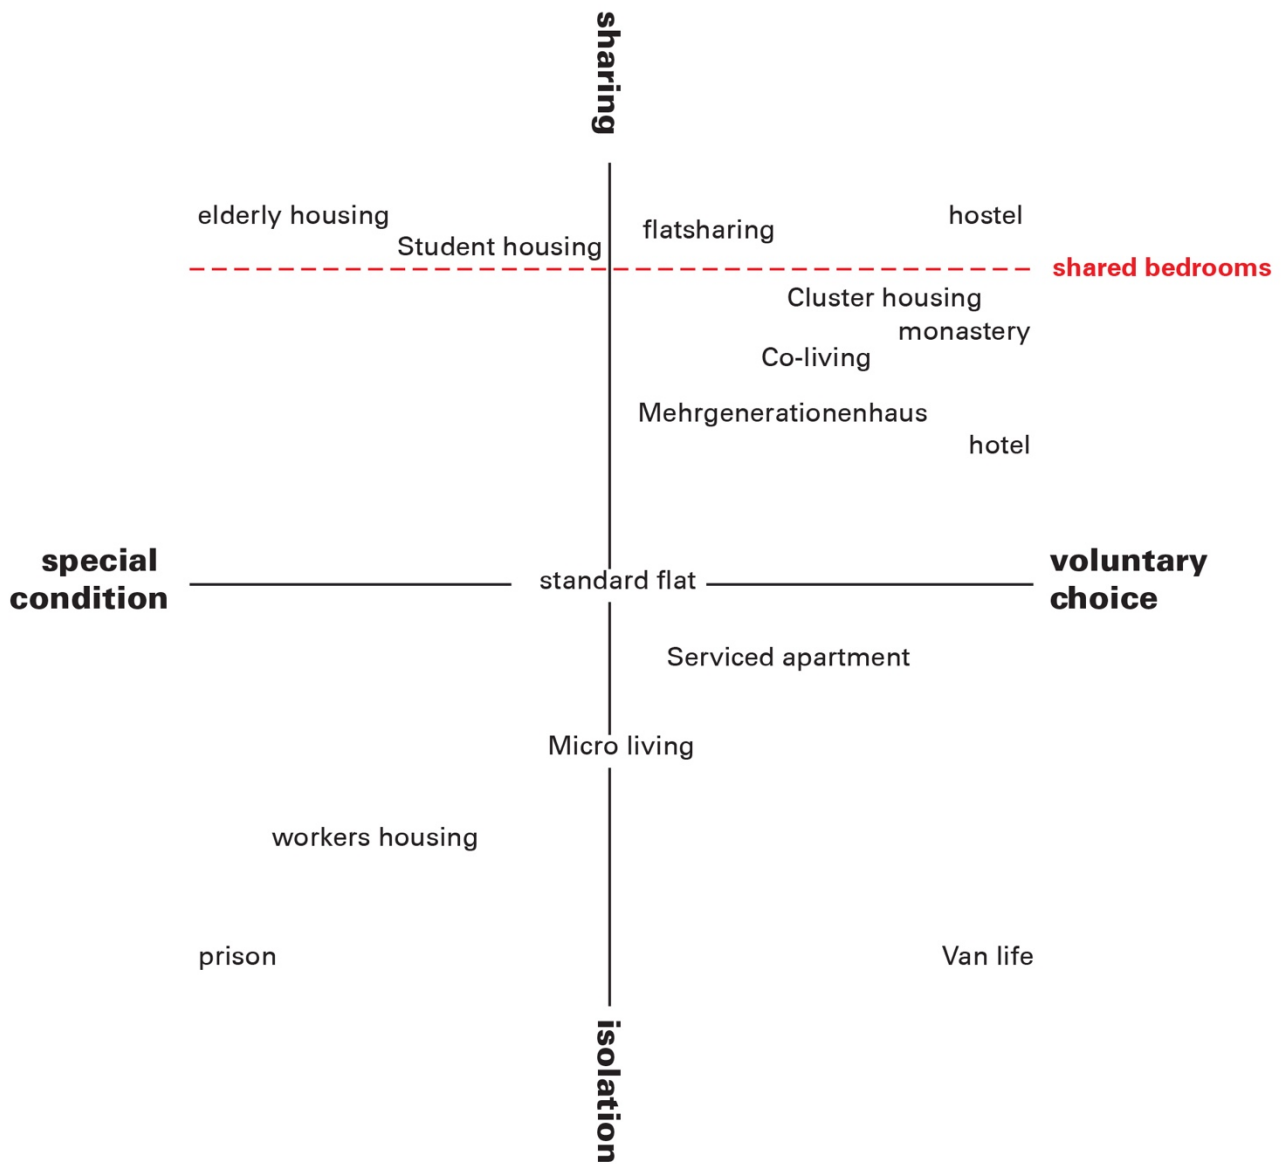 sharing
elderly housing
hostel
flatsharing
Student housing
shared bedrooms
Cluster housing
monastery
Co-living
Mehrgenerationenhaus
hotel
special
condition
standard flat
voluntary
choice
Serviced apartment
Micro living
workers housing
prison
Van life
isolation